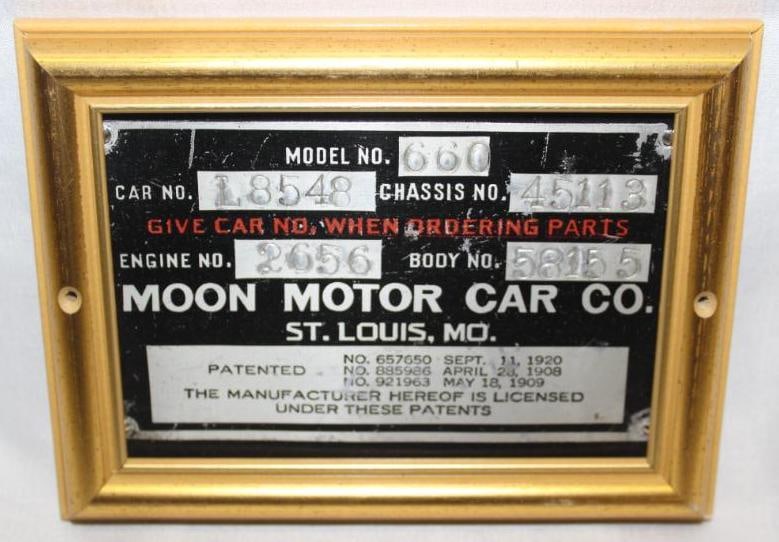 MODEL NO. 660
CAR NO. L8548 CHASSIS NO. 45113
GIVE CAR NO. WHEN ORDERING PARTS
ENGINE NO. 2656 BODY NO. 58155
MOON MOTOR CAR CO.
ST. LOUIS, MO.
NO. 657650 SEPT. 11, 1920
PATENTED NO. 885986 APRIL 28, 1908
NO. 921963 MAY 18, 1909
THE MANUFACTURER HEREOF IS LICENSED
UNDER THESE PATENTS